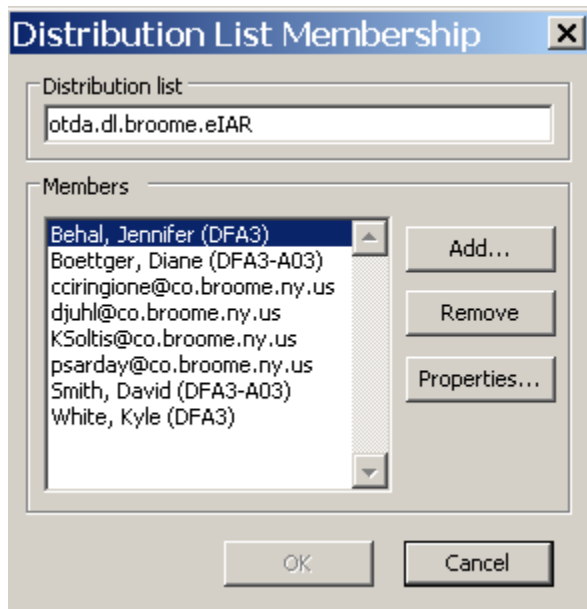 Distribution List Membership
Distribution list
otda.dl.broome.eIAR
Members
Behal, Jennifer (DFA3)
Boettger, Diane (DFA3-A03)
cciringione@co.broome.ny.us
djuhl@co.broome.ny.us
KSoltis@co.broome.ny.us
psarday@co.broome.ny.us
Smith, David (DFA3-A03)
White, Kyle (DFA3)
Add...
Remove
Properties...
OK
Cancel